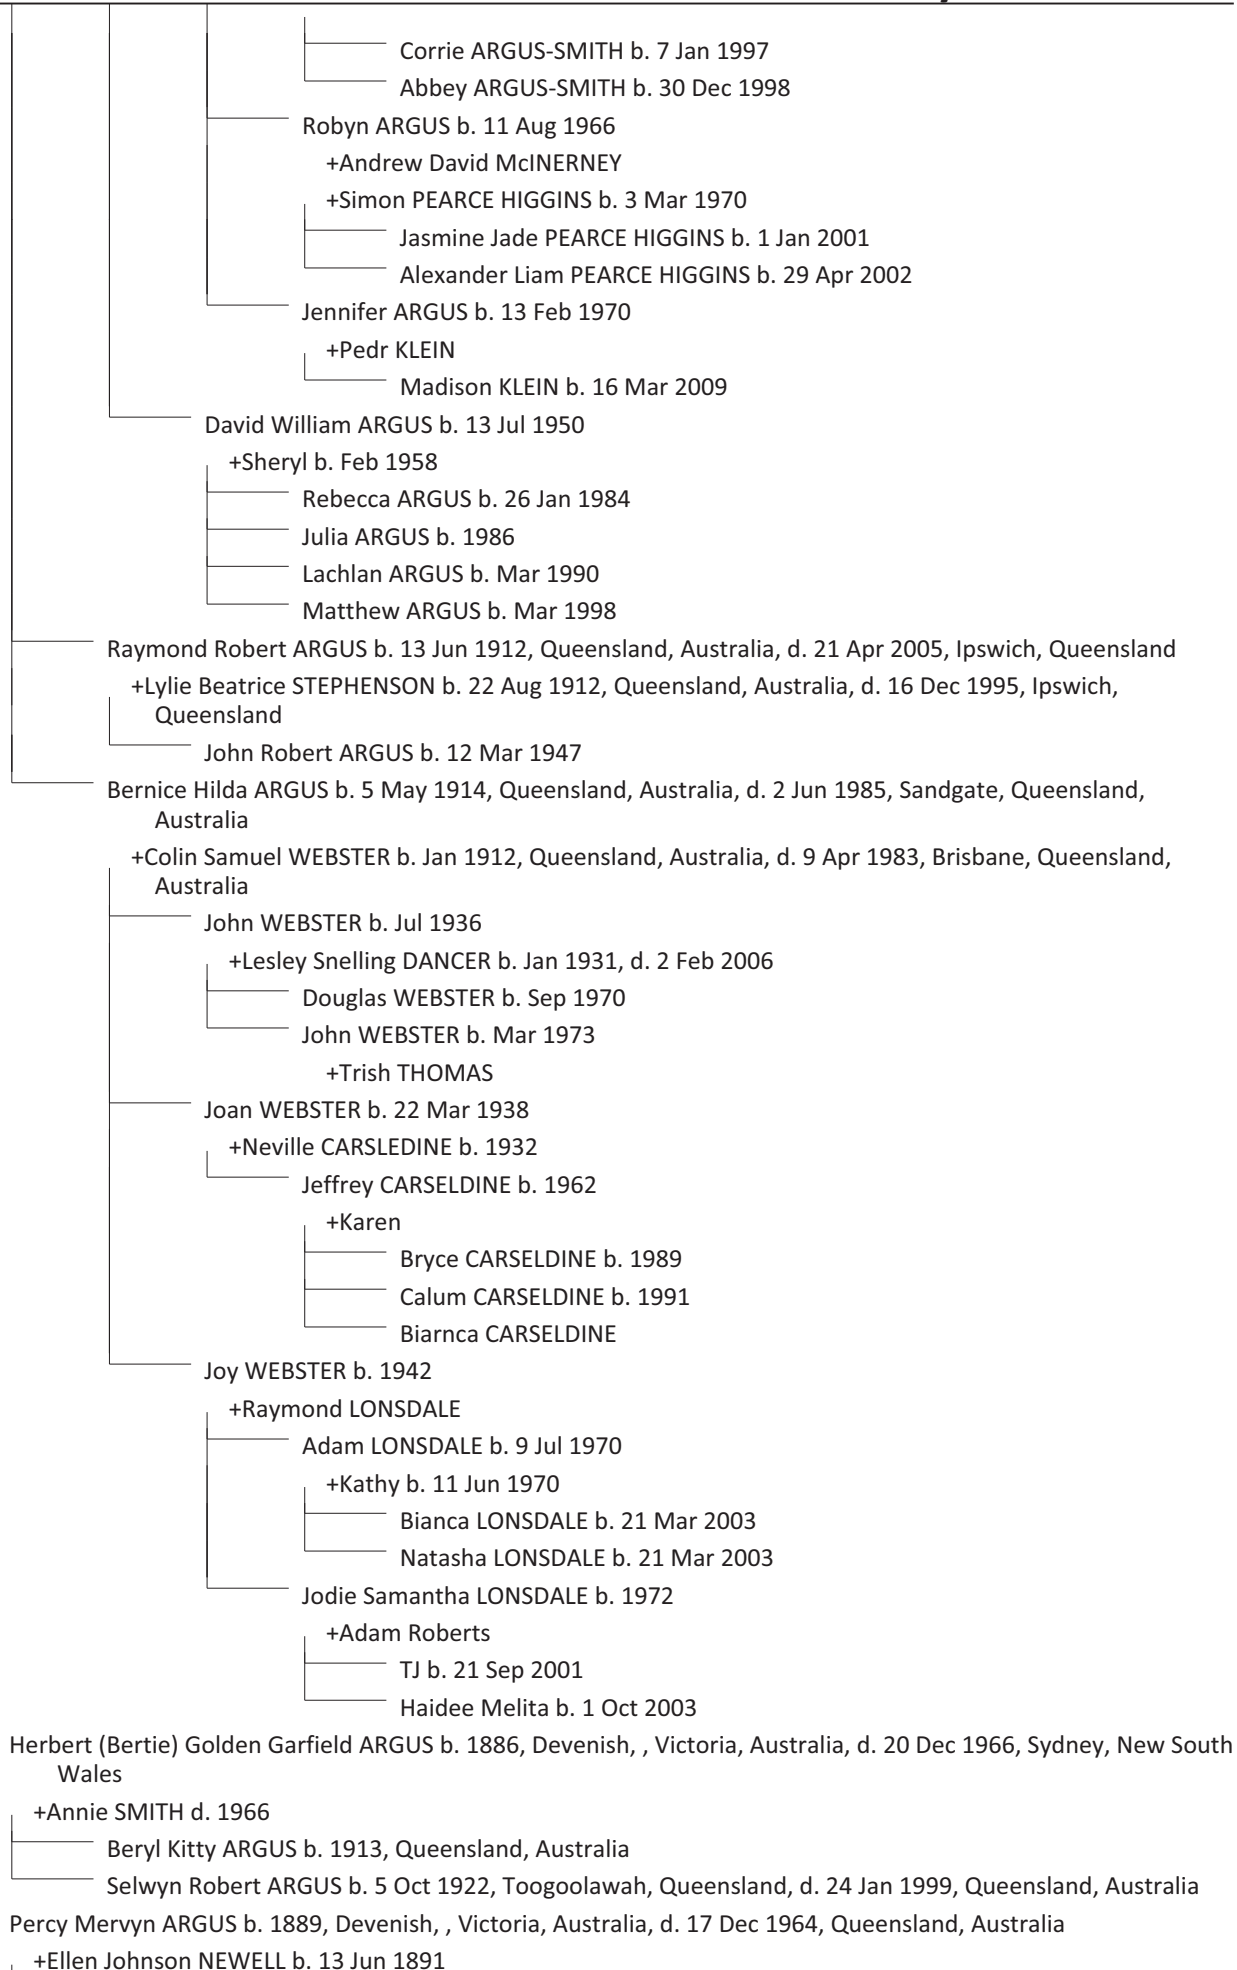 Corrie ARGUS-SMITH b. 7 Jan 1997
Abbey ARGUS-SMITH b. 30 Dec 1998
Robyn ARGUS b. 11 Aug 1966
+Andrew David McINERNEY
+Simon PEARCE HIGGINS b. 3 Mar 1970
Jasmine Jade PEARCE HIGGINS b. 1 Jan 2001
Alexander Liam PEARCE HIGGINS b. 29 Apr 2002
Jennifer ARGUS b. 13 Feb 1970
+Pedr KLEIN
Madison KLEIN b. 16 Mar 2009
David William ARGUS b. 13 Jul 1950
+Sheryl b. Feb 1958
Rebecca ARGUS b. 26 Jan 1984
Julia ARGUS b. 1986
Lachlan ARGUS b. Mar 1990
Matthew ARGUS b. Mar 1998
Raymond Robert ARGUS b. 13 Jun 1912, Queensland, Australia, d. 21 Apr 2005, Ipswich, Queensland
+Lylie Beatrice STEPHENSON b. 22 Aug 1912, Queensland, Australia, d. 16 Dec 1995, Ipswich,
Queensland
John Robert ARGUS b. 12 Mar 1947
Bernice Hilda ARGUS b. 5 May 1914, Queensland, Australia, d. 2 Jun 1985, Sandgate, Queensland,
Australia
+Colin Samuel WEBSTER b. Jan 1912, Queensland, Australia, d. 9 Apr 1983, Brisbane, Queensland,
Australia
John WEBSTER b. Jul 1936
+Lesley Snelling DANCER b. Jan 1931, d. 2 Feb 2006
Douglas WEBSTER b. Sep 1970
John WEBSTER b. Mar 1973
+Trish THOMAS
Joan WEBSTER b. 22 Mar 1938
+Neville CARSLEDINE b. 1932
Jeffrey CARSELDINE b. 1962
+Karen
Bryce CARSELDINE b. 1989
Calum CARSELDINE b. 1991
Biarnca CARSELDINE
Joy WEBSTER b. 1942
+Raymond LONSDALE
Adam LONSDALE b. 9 Jul 1970
+Kathy b. 11 Jun 1970
Bianca LONSDALE b. 21 Mar 2003
Natasha LONSDALE b. 21 Mar 2003
Jodie Samantha LONSDALE b. 1972
+Adam Roberts
TJ b. 21 Sep 2001
Haidee Melita b. 1 Oct 2003
Herbert (Bertie) Golden Garfield ARGUS b. 1886, Devenish, , Victoria, Australia, d. 20 Dec 1966, Sydney, New South
Wales
+Annie SMITH d. 1966
Beryl Kitty ARGUS b. 1913, Queensland, Australia
Selwyn Robert ARGUS b. 5 Oct 1922, Toogoolawah, Queensland, d. 24 Jan 1999, Queensland, Australia
Percy Mervyn ARGUS b. 1889, Devenish, , Victoria, Australia, d. 17 Dec 1964, Queensland, Australia
+Ellen Johnson NEWELL b. 13 Jun 1891